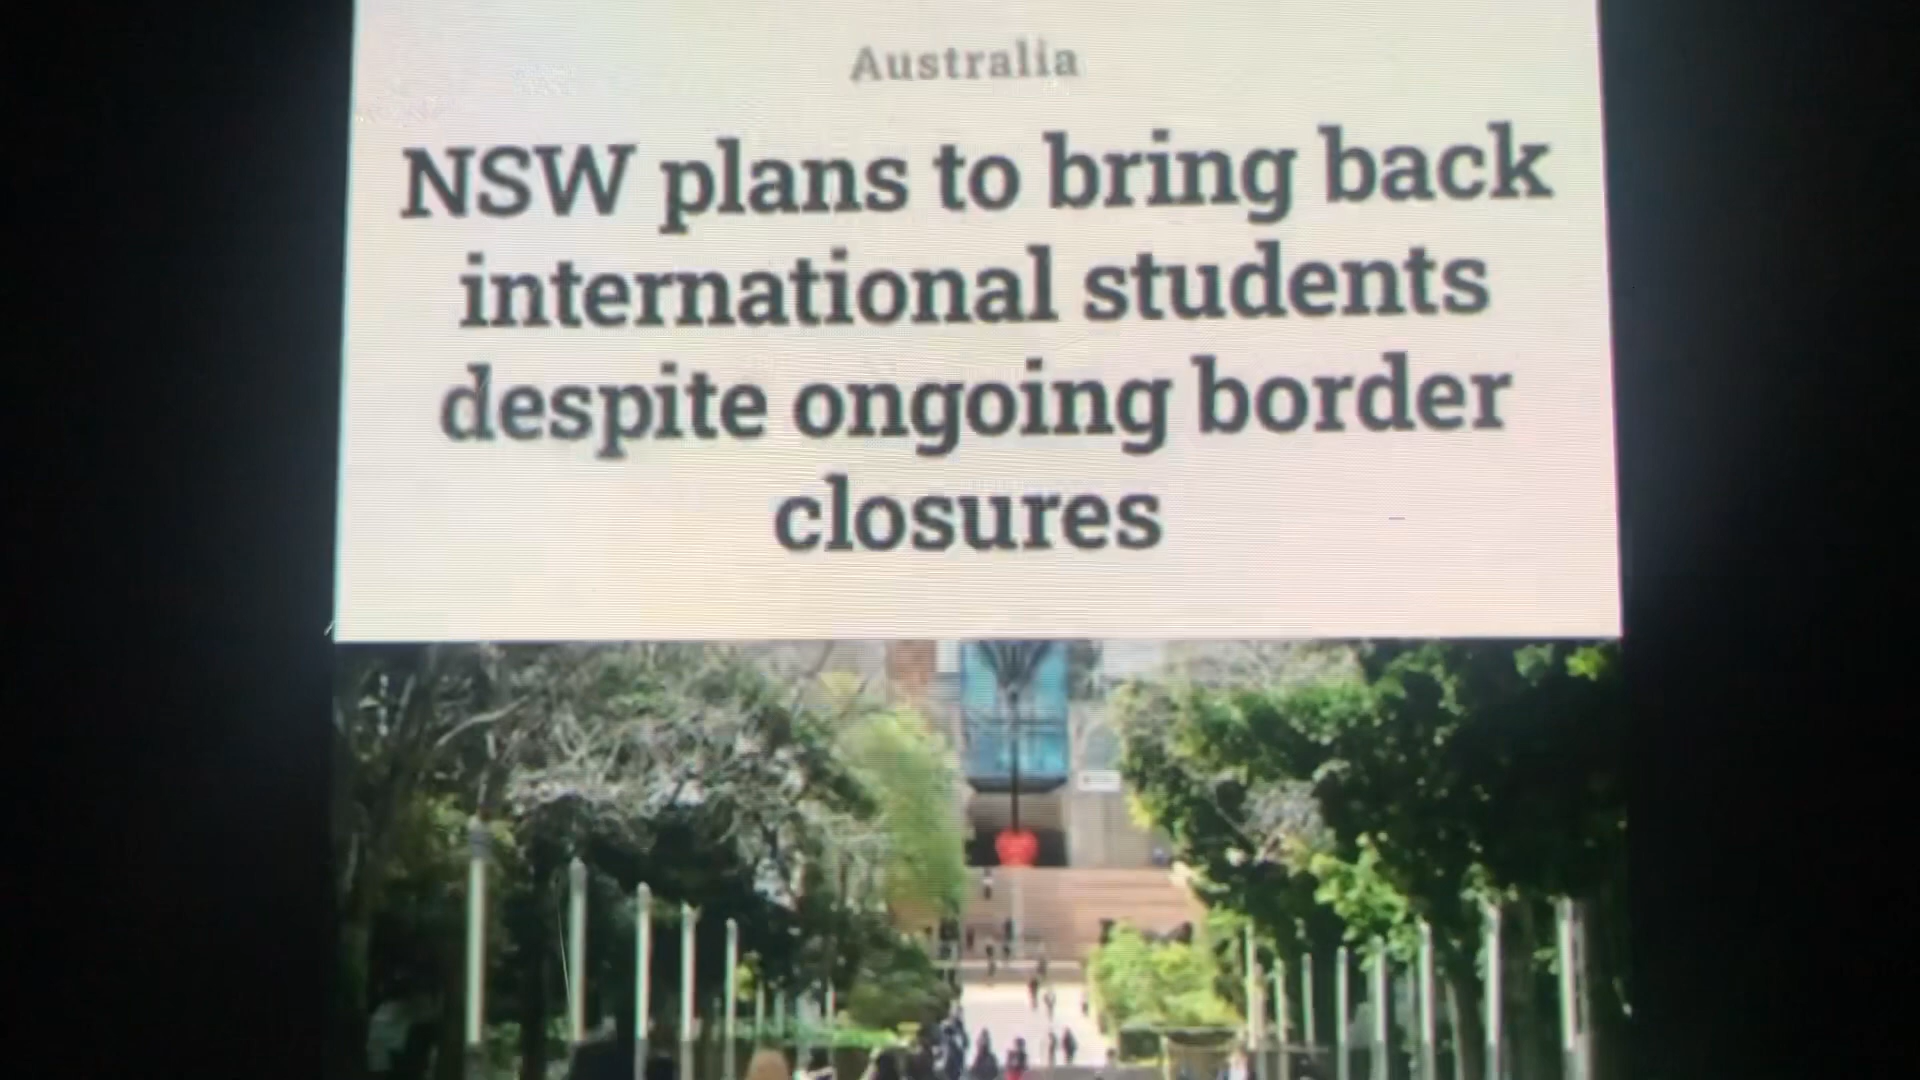 Australia
NSW plans to bring back
international students
despite ongoing border
closures